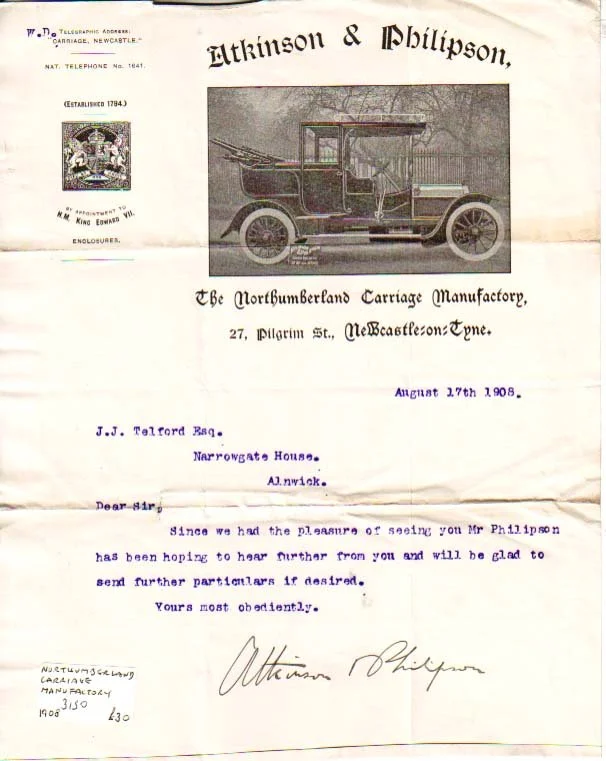 W.D. TELEGRAPHIC ADDRESS:
"CARRIAGE, NEWCASTLE."
NAT. TELEPHONE No. 1641.
(ESTABLISHED 1794.)
BY APPOINTMENT TO
H.M. KING EDWARD VII.
ENCLOSURES.
Atkinson & Philipson,
The Northumberland Carriage Manufactory,
27, Pilgrim St., Newcastle-on-Tyne.
August 17th 1908.
J.J. Telford Esq.
Narrowgate House.
Alnwick.
Dear Sir,
Since we had the pleasure of seeing you Mr Philipson
has been hoping to hear further from you and will be glad to
send further particulars if desired.
Yours most obediently.
Atkinson & Philipson
NORTHUMBERLAND
CARRIAGE
MANUFACTORY
3150
1908 £30